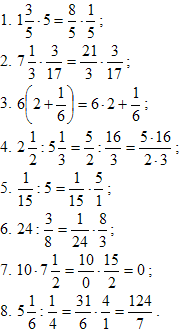 1. 1 3/5 · 5 = 8/5 · 1/5 ;
2. 7 1/3 · 3/17 = 21/3 · 3/17 ;
3. 6(2 + 1/6) = 6 · 2 + 1/6 ;
4. 2 1/2 : 5 1/3 = 5/2 : 16/3 = (5·16)/(2·3) ;
5. 1/15 : 5 = 1/15 · 5/1 ;
6. 24 : 3/8 = 1/24 · 8/3 ;
7. 10 · 7 1/2 = 10/0 · 15/2 = 0 ;
8. 5 1/6 : 1/4 = 31/6 · 4/1 = 124/7 .